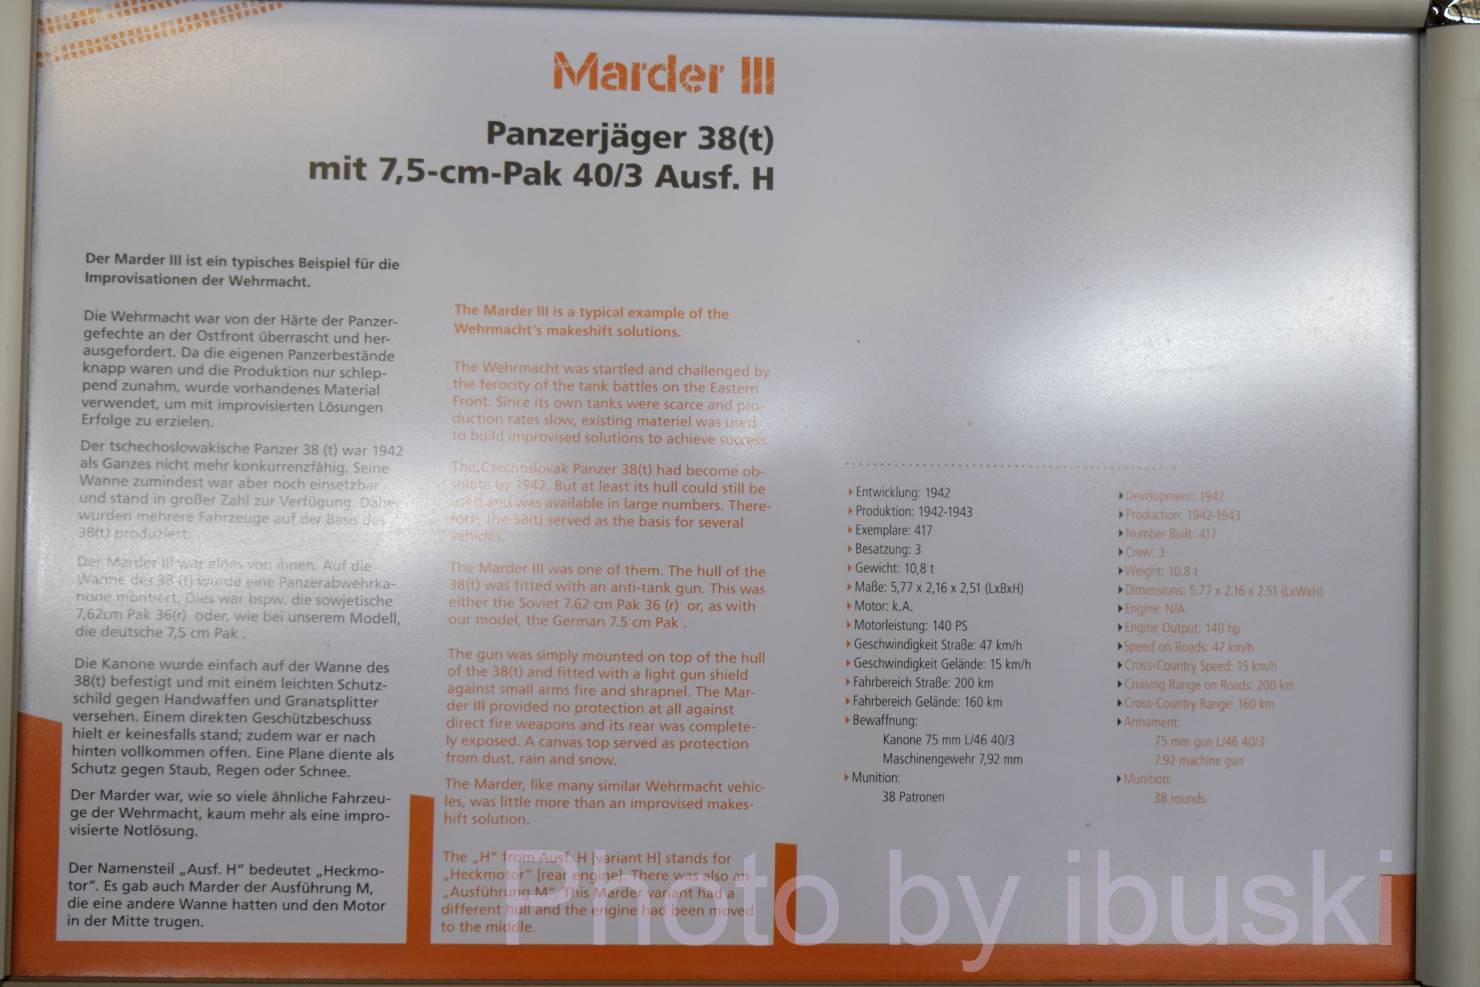 Marder III
Panzerjäger 38(t)
mit 7,5-cm-Pak 40/3 Ausf. H
Der Marder III ist ein typisches Beispiel für die
Improvisationen der Wehrmacht.
Die Wehrmacht war von der Härte der Panzer-
gefechte an der Ostfront überrascht und her-
ausgefordert. Da die eigenen Panzerbestände
knapp waren und die Produktion nur schlep-
pend zunahm, wurde vorhandenes Material
verwendet, um mit improvisierten Lösungen
Erfolge zu erzielen.
Der tschechoslowakische Panzer 38 (t) war 1942
als Ganzes nicht mehr konkurrenzfähig. Seine
Wanne zumindest war aber noch einsetzbar
und stand in großer Zahl zur Verfügung. Daher
wurden mehrere Fahrzeuge auf der Basis des
38(t) produziert.
Der Marder III war eines von ihnen. Auf die
Wanne des 38 (t) wurde eine Panzerabwehrka-
none montiert. Dies war bspw. die sowjetische
7,62cm Pak 36(r) oder, wie bei unserem Modell,
die deutsche 7,5 cm Pak .
Die Kanone wurde einfach auf der Wanne des
38(t) befestigt und mit einem leichten Schutz-
schild gegen Handwaffen und Granatsplitter
versehen. Einem direkten Geschützbeschuss
hielt er keinesfalls stand; zudem war er nach
hinten vollkommen offen. Eine Plane diente als
Schutz gegen Staub, Regen oder Schnee.
Der Marder war, wie so viele ähnliche Fahrzeu-
ge der Wehrmacht, kaum mehr als eine impro-
visierte Notlösung.
Der Namensteil „Ausf. H“ bedeutet „Heckmo-
tor“. Es gab auch Marder der Ausführung M,
die eine andere Wanne hatten und den Motor
in der Mitte trugen.
The Marder III is a typical example of the
Wehrmacht's makeshift solutions.
The Wehrmacht was startled and challenged by
the ferocity of the tank battles on the Eastern
Front. Since its own tanks were scarce and pro-
duction rates slow, existing materiel was used
to build improvised solutions to achieve success.
The Czechoslovak Panzer 38(t) had become ob-
solete by 1942. But at least its hull could still be
used and was available in large numbers. There-
fore, the 38(t) served as the basis for several
vehicles.
The Marder III was one of them. The hull of the
38(t) was fitted with an anti-tank gun. This was
either the Soviet 7.62 cm Pak 36 (r) or, as with
our model, the German 7.5 cm Pak .
The gun was simply mounted on top of the hull
of the 38(t) and fitted with a light gun shield
against small arms fire and shrapnel. The Mar-
der III provided no protection at all against
direct fire weapons and its rear was complete-
ly exposed. A canvas top served as protection
from dust, rain and snow.
The Marder, like many similar Wehrmacht vehic-
les, was little more than an improvised makes-
hift solution.
The „H“ from Ausf. H [variant H] stands for
„Heckmotor“ [rear engine]. There was also an
„Ausführung M“. This Marder variant had a
different hull and the engine had been moved
to the middle.
Entwicklung: 1942
Produktion: 1942-1943
Exemplare: 417
Besatzung: 3
Gewicht: 10,8 t
Maße: 5,77 x 2,16 x 2,51 (LxBxH)
Motor: k.A.
Motorleistung: 140 PS
Geschwindigkeit Straße: 47 km/h
Geschwindigkeit Gelände: 15 km/h
Fahrbereich Straße: 200 km
Fahrbereich Gelände: 160 km
Bewaffnung:
Kanone 75 mm L/46 40/3
Maschinengewehr 7,92 mm
Munition:
38 Patronen
Development: 1942
Production: 1942-1943
Number Built: 417
Crew: 3
Weight: 10.8 t
Dimensions: 5.77 x 2.16 x 2.51 (LxWxH)
Engine: N/A
Engine Output: 140 hp
Speed on Roads: 47 km/h
Cross-Country Speed: 15 km/h
Cruising Range on Roads: 200 km
Cross-Country Range: 160 km
Armament:
75 mm gun L/46 40/3
7.92 machine gun
Munition:
38 rounds
Photo by ibuski